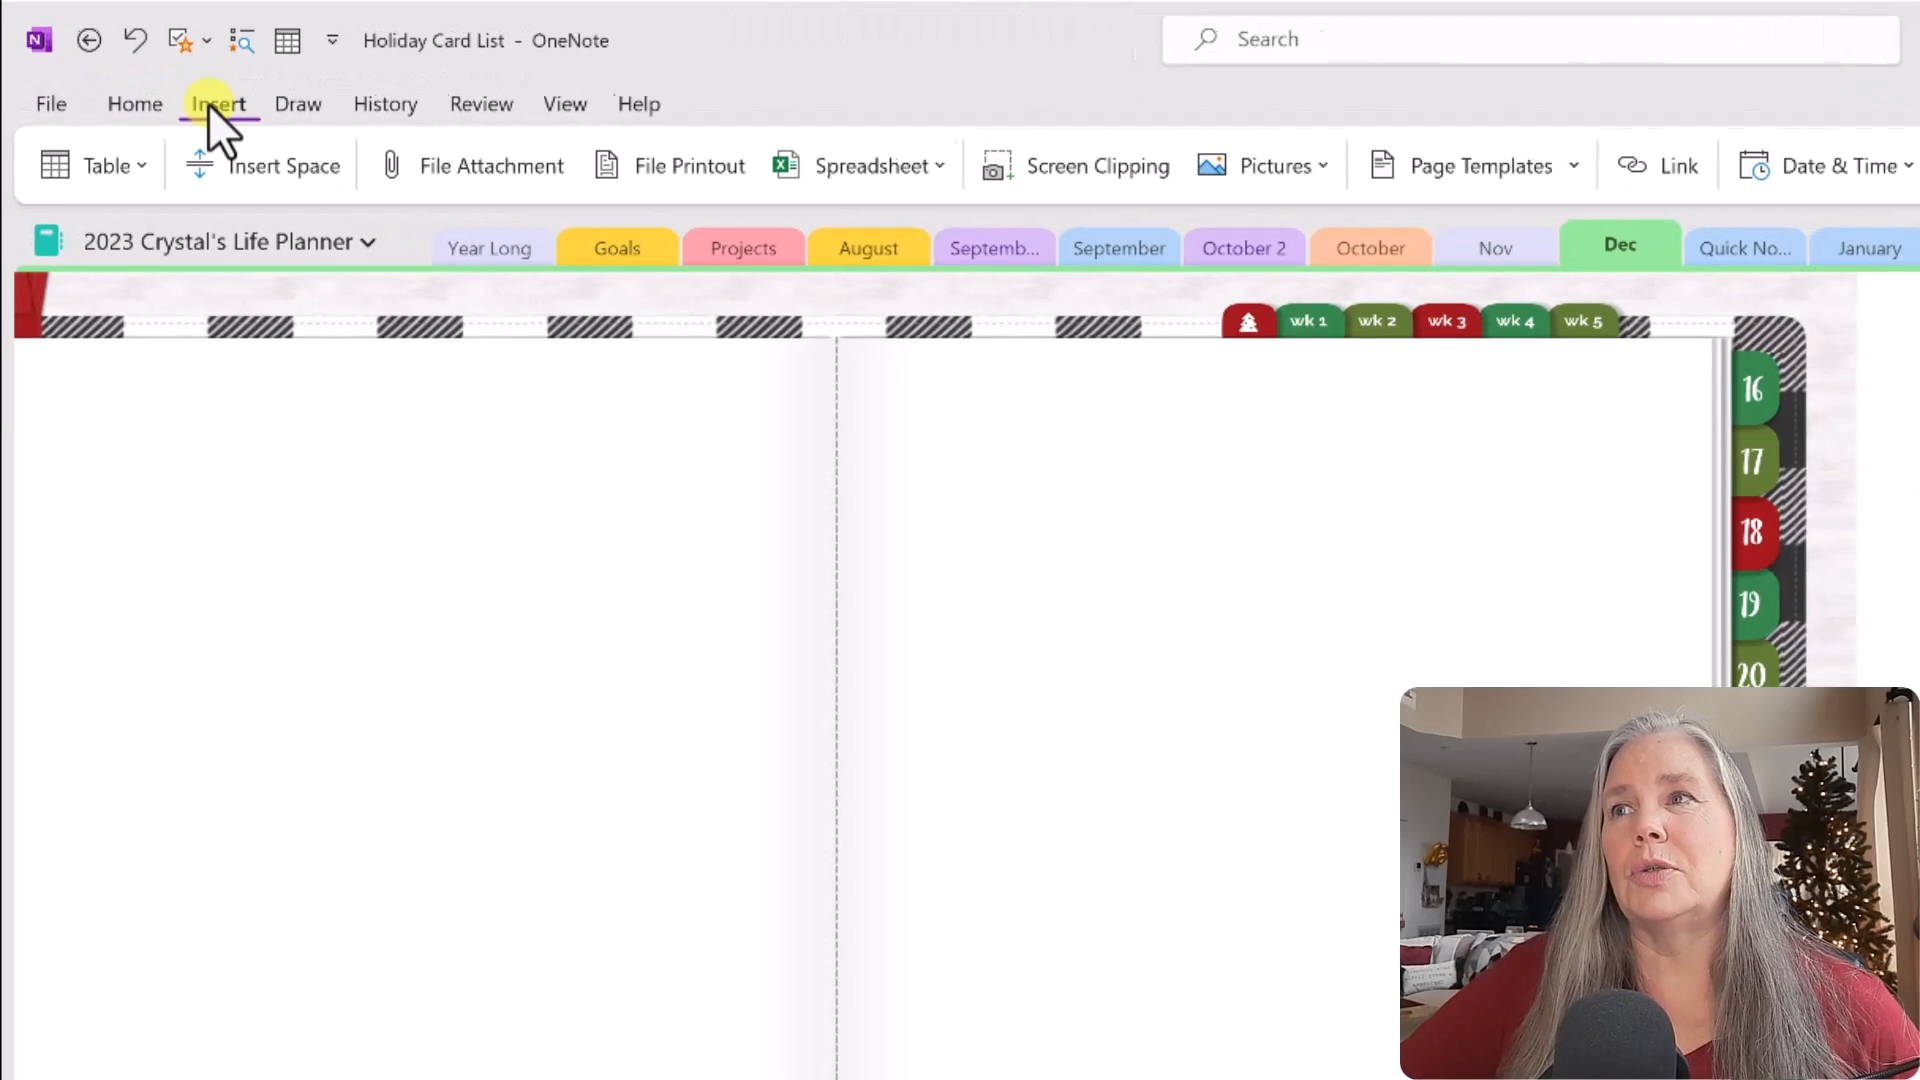 N
Holiday Card List - OneNote
Search
File Home Insert Draw History Review View Help
Table Insert Space File Attachment File Printout Spreadsheet Screen Clipping Pictures Page Templates Link Date & Time
2023 Crystal's Life Planner Year Long Goals Projects August Septemb... September October 2 October Nov Dec Quick No... January
wk 1 wk 2 wk 3 wk 4 wk 5
16
17
18
19
20